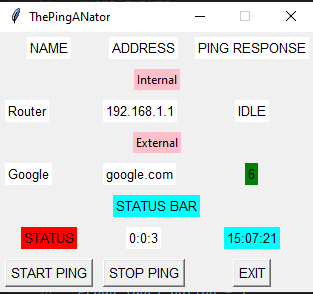 ThePingANator
NAME ADDRESS PING RESPONSE
Internal
Router 192.168.1.1 IDLE
External
Google google.com 6
STATUS BAR
STATUS 0:0:3 15:07:21
START PING STOP PING EXIT